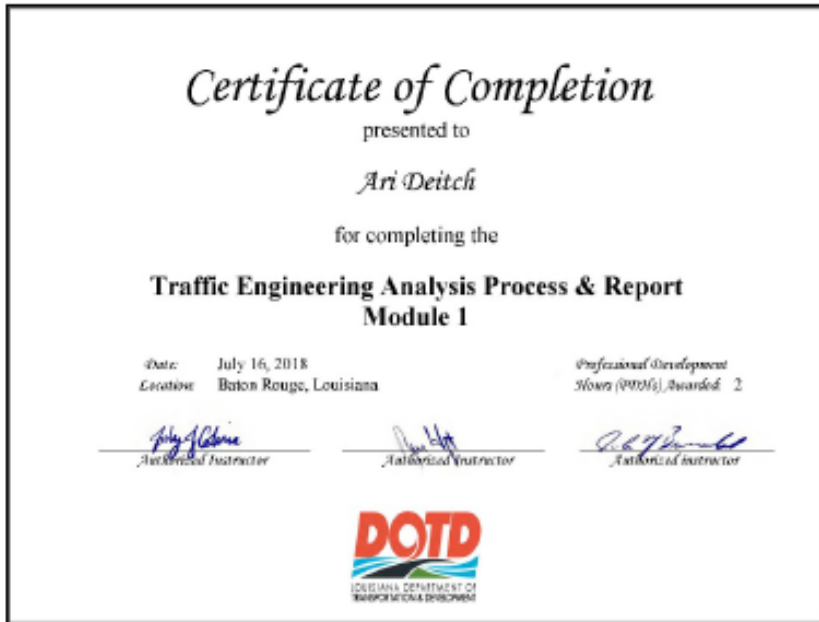 Certificate of Completion
presented to
Ari Deitch
for completing the
Traffic Engineering Analysis Process & Report
Module 1
Date: July 16, 2018
Location: Baton Rouge, Louisiana
Professional Development
Hours (PDHs) Awarded: 2
Authorized Instructor
Authorized Instructor
Authorized instructor
DOTD
LOUISIANA DEPARTMENT OF
TRANSPORTATION & DEVELOPMENT